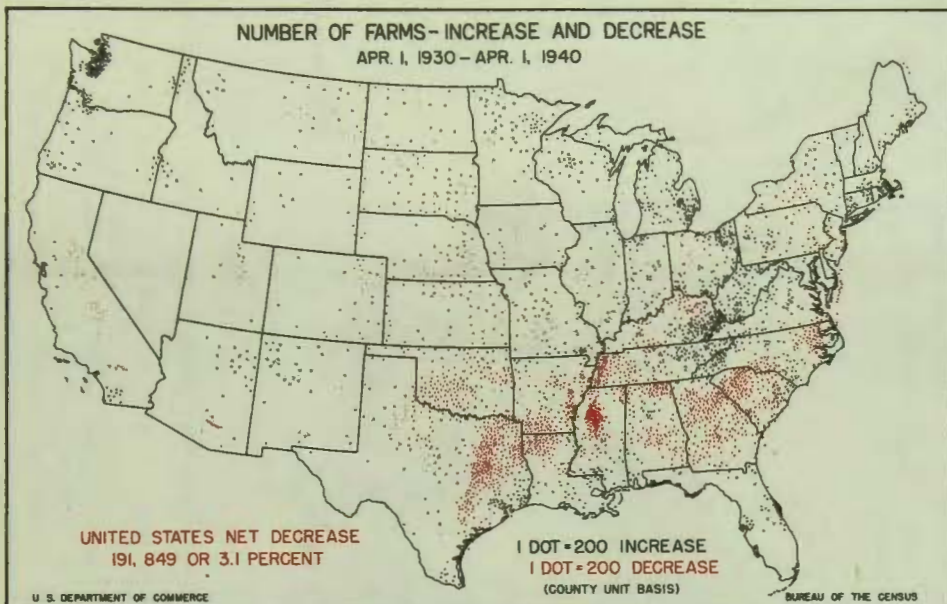 NUMBER OF FARMS-INCREASE AND DECREASE
APR. 1, 1930-APR. 1, 1940
UNITED STATES NET DECREASE
191, 849 OR 3.1 PERCENT
1 DOT=200 INCREASE
1 DOT=200 DECREASE
(COUNTY UNIT BASIS)
U S. DEPARTMENT OF COMMERCE
BUREAU OF THE CENSUS